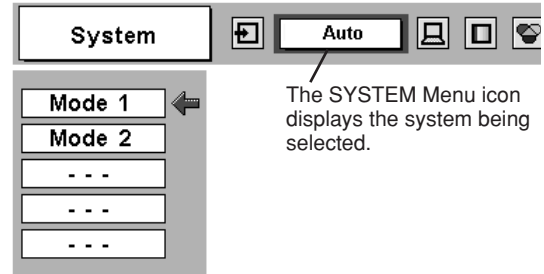 System
Auto
The SYSTEM Menu icon
displays the system being
selected.
Mode 1
Mode 2
- - -
- - -
- - -